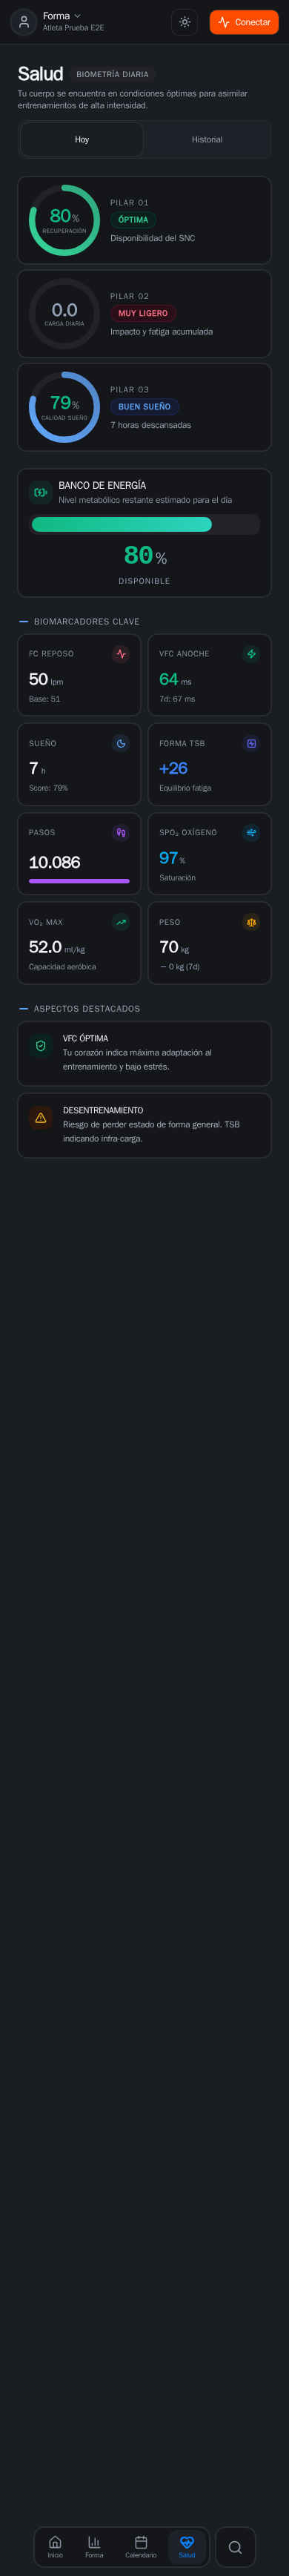 Forma
Atleta Prueba E2E
Conectar
Salud
BIOMETRÍA DIARIA
Tu cuerpo se encuentra en condiciones óptimas para asimilar
entrenamientos de alta intensidad.
Hoy
Historial
80%
RECUPERACIÓN
PILAR 01
ÓPTIMA
Disponibilidad del SNC
0.0
CARGA DIARIA
PILAR 02
MUY LIGERO
Impacto y fatiga acumulada
79%
CALIDAD SUEÑO
PILAR 03
BUEN SUEÑO
7 horas descansadas
BANCO DE ENERGÍA
Nivel metabólico restante estimado para el día
80%
DISPONIBLE
BIOMARCADORES CLAVE
FC REPOSO
50 lpm
Base: 51
VFC ANOCHE
64 ms
7d: 67 ms
SUEÑO
7 h
Score: 79%
FORMA TSB
+26
Equilibrio fatiga
PASOS
10.086
SPO₂ OXÍGENO
97 %
Saturación
VO₂ MAX
52.0 ml/kg
Capacidad aeróbica
PESO
70 kg
— 0 kg (7d)
ASPECTOS DESTACADOS
VFC ÓPTIMA
Tu corazón indica máxima adaptación al
entrenamiento y bajo estrés.
DESENTRENAMIENTO
Riesgo de perder estado de forma general. TSB
indicando infra-carga.
Inicio
Forma
Calendario
Salud